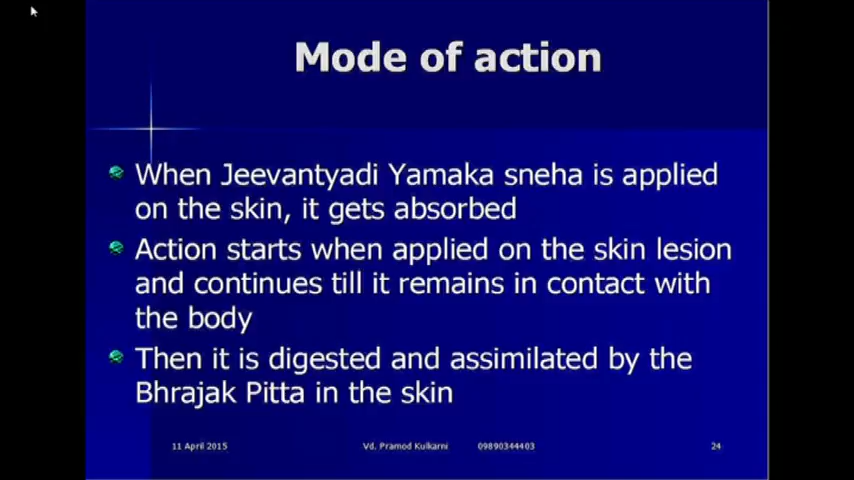 Mode of action
When Jeevantyadi Yamaka sneha is applied
on the skin, it gets absorbed
Action starts when applied on the skin lesion
and continues till it remains in contact with
the body
Then it is digested and assimilated by the
Bhrajak Pitta in the skin
11 April 2015 Vd. Pramod Kulkarni 09890344403 24